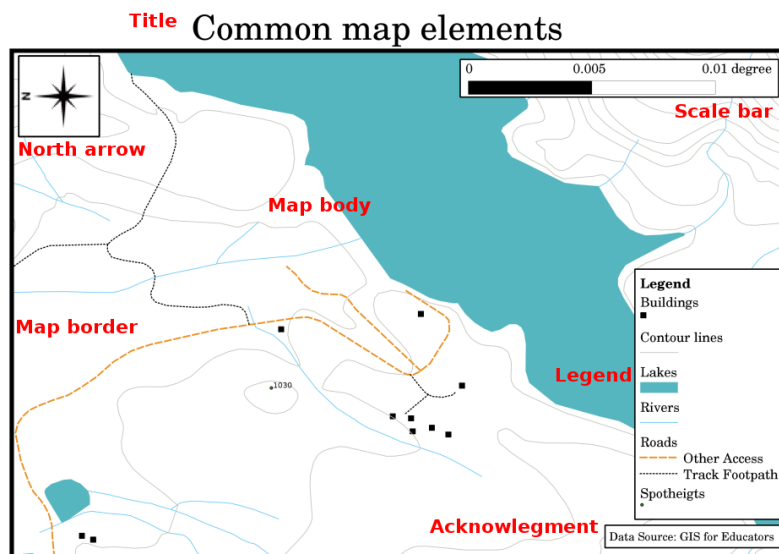 Title Common map elements
0 0.005 0.01 degree
Scale bar
Z
North arrow
Map body
Map border
1030
Legend
Legend
Buildings
Contour lines
Lakes
Rivers
Roads
Other Access
Track Footpath
Spotheigts
Acknowlegment
Data Source: GIS for Educators